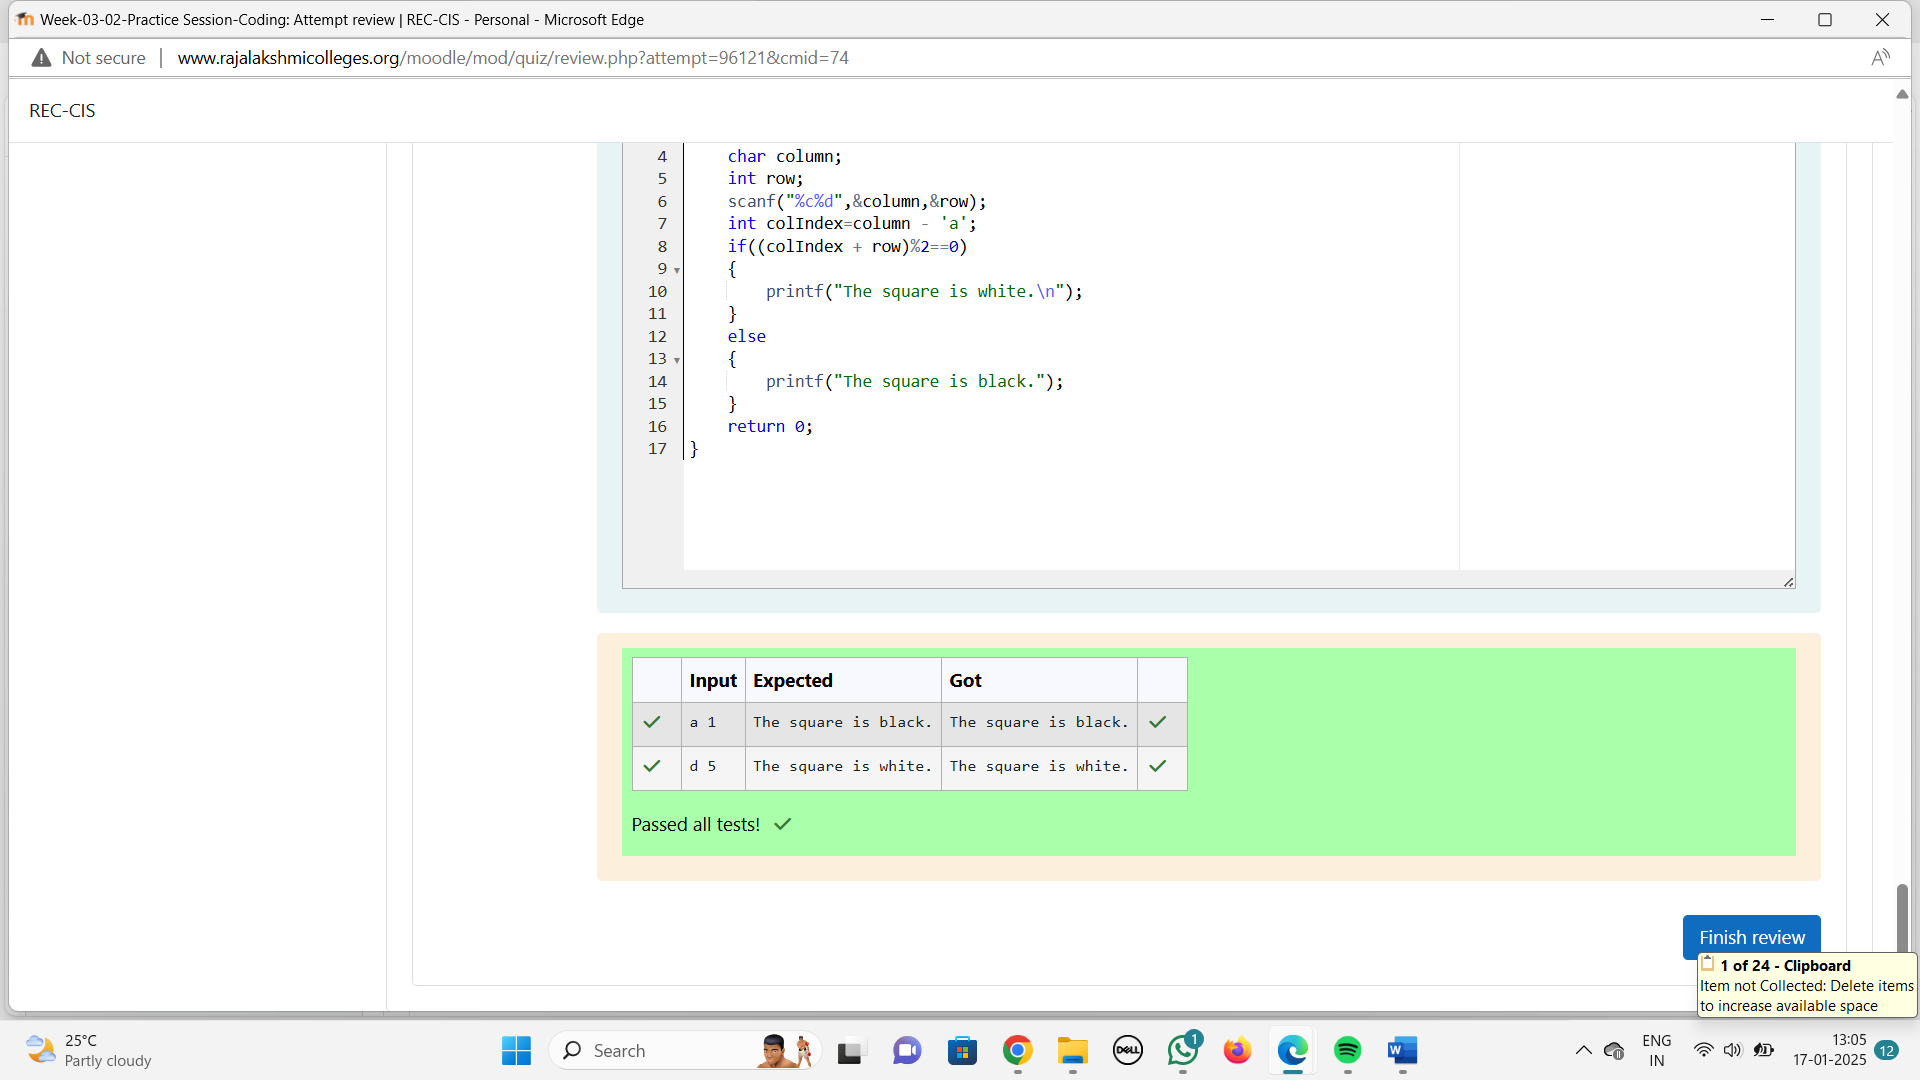 Week-03-02-Practice Session-Coding: Attempt review | REC-CIS - Personal - Microsoft Edge
Not secure | www.rajalakshmicolleges.org/moodle/mod/quiz/review.php?attempt=96121&cmid=74
REC-CIS
4 char column;
5 int row;
6 scanf("%c%d",&column,&row);
7 int colIndex=column - 'a';
8 if((colIndex + row)%2==0)
9 {
10 printf("The square is white.\n");
11 }
12 else
13 {
14 printf("The square is black.");
15 }
16 return 0;
17 }
Input Expected Got
a 1 The square is black. The square is black.
d 5 The square is white. The square is white.
Passed all tests!
Finish review
1 of 24 - Clipboard
Item not Collected: Delete items
to increase available space
25°C
Partly cloudy
Search
DELL
1
W
ENG
IN
13:05
17-01-2025
12